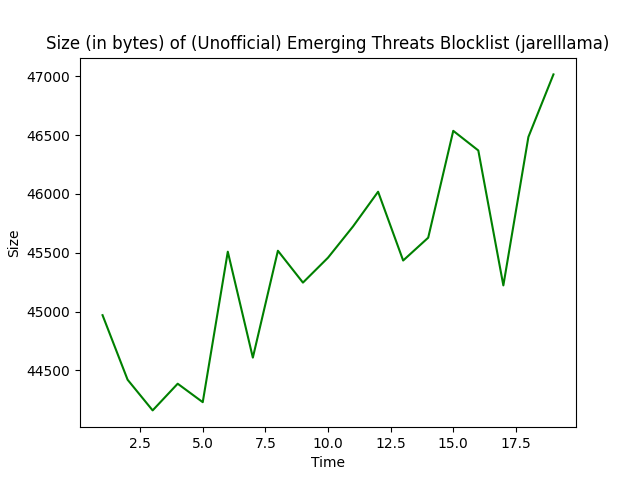 Size (in bytes) of (Unofficial) Emerging Threats Blocklist (jarelllama)
47000
46500
46000
45500
45000
44500
Size
2.5 5.0 7.5 10.0 12.5 15.0 17.5
Time